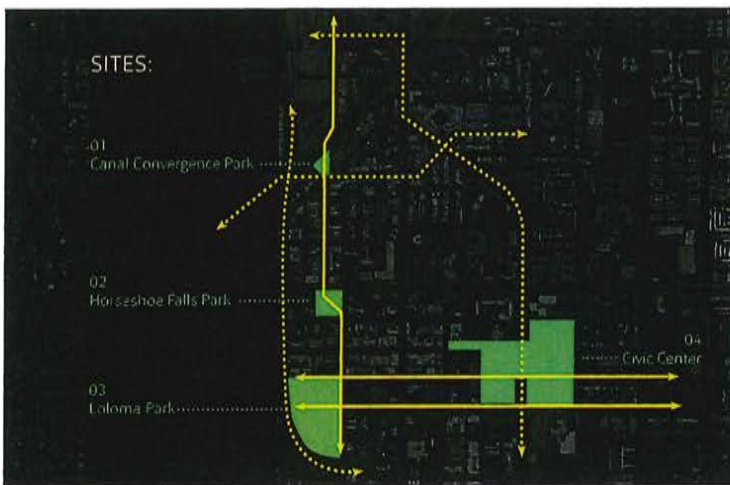 SITES:
01
Canal Convergence Park
02
Horseshoe Falls Park
03
Loloma Park
04
Civic Center